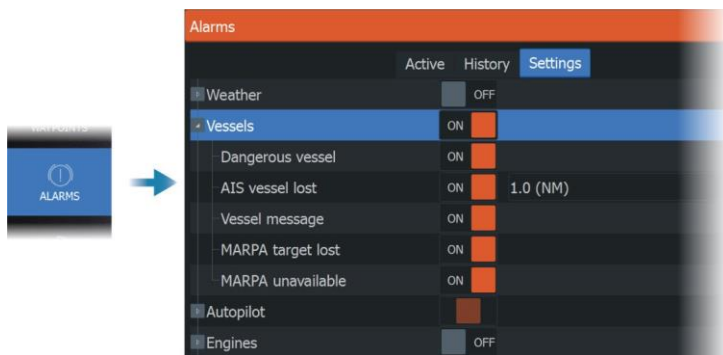 Alarms
Active History Settings
Weather OFF
Vessels ON
Dangerous vessel ON
AIS vessel lost ON 1.0 (NM)
Vessel message ON
MARPA target lost ON
MARPA unavailable ON
Autopilot
Engines OFF
WAYPOINTS
ALARMS